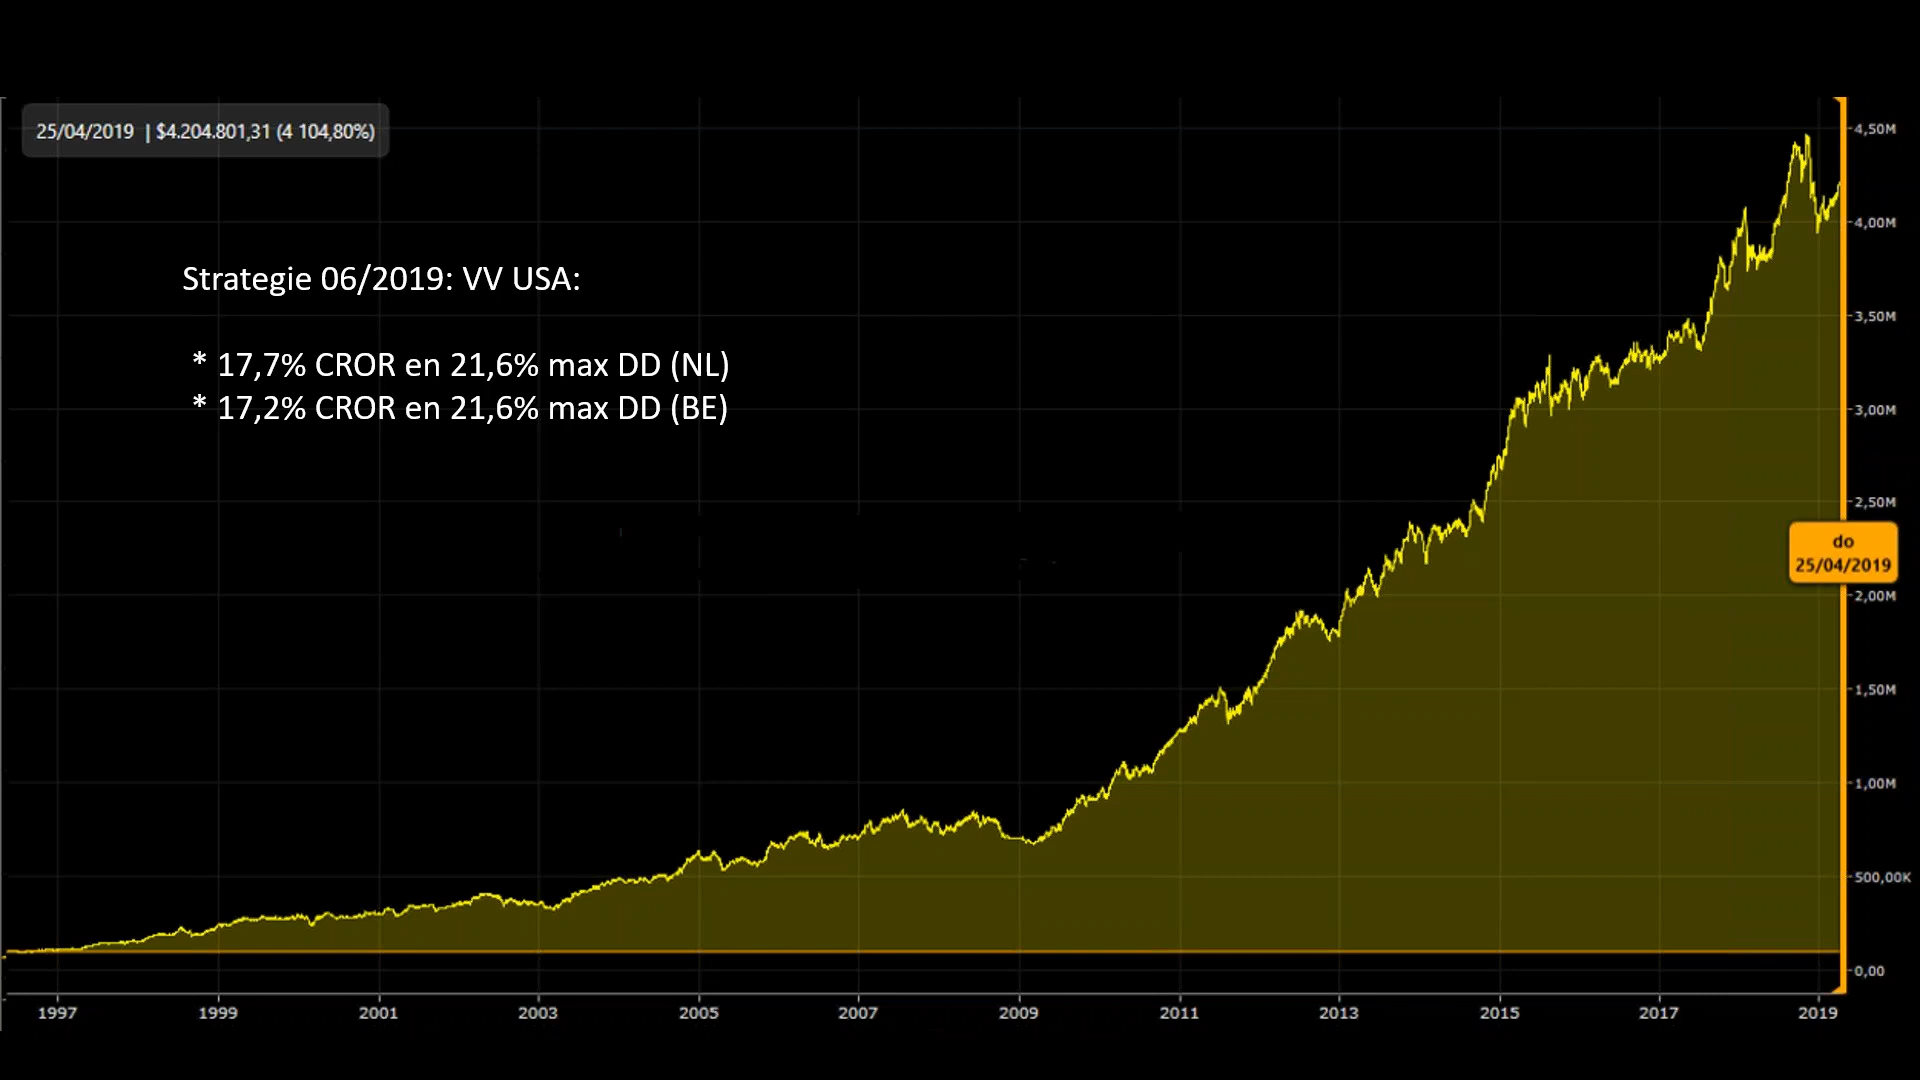 25/04/2019 | $4.204.801,31 (4 104,80%)
4,50M
4,00M
Strategie 06/2019: VV USA:
3,50M
* 17,7% CROR en 21,6% max DD (NL)
* 17,2% CROR en 21,6% max DD (BE)
3,00M
2,50M
do
25/04/2019
2,00M
1,50M
1,00M
500,00K
0,00
1997 1999 2001 2003 2005 2007 2009 2011 2013 2015 2017 2019